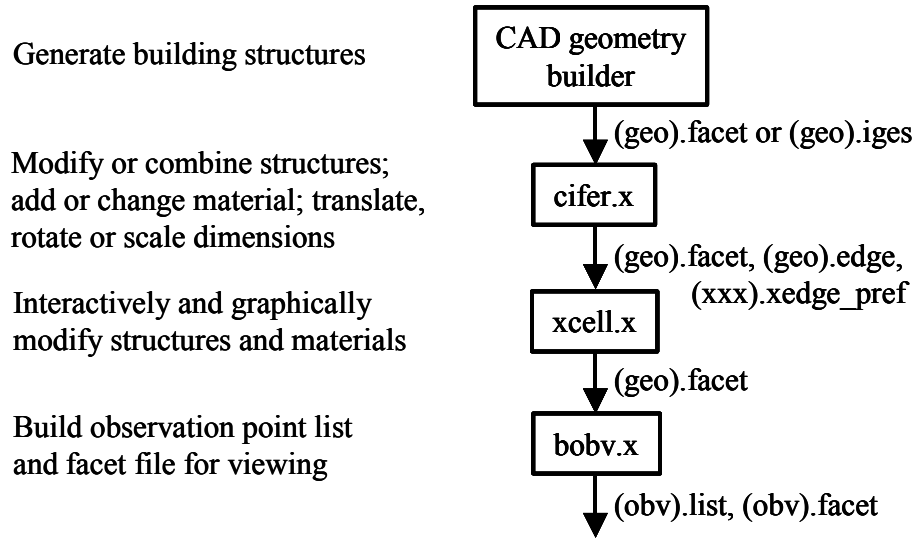 Generate building structures
CAD geometry
builder
(geo).facet or (geo).iges
Modify or combine structures;
add or change material; translate,
rotate or scale dimensions
cifer.x
(geo).facet, (geo).edge,
(xxx).xedge_pref
Interactively and graphically
modify structures and materials
xcell.x
(geo).facet
Build observation point list
and facet file for viewing
bobv.x
(obv).list, (obv).facet